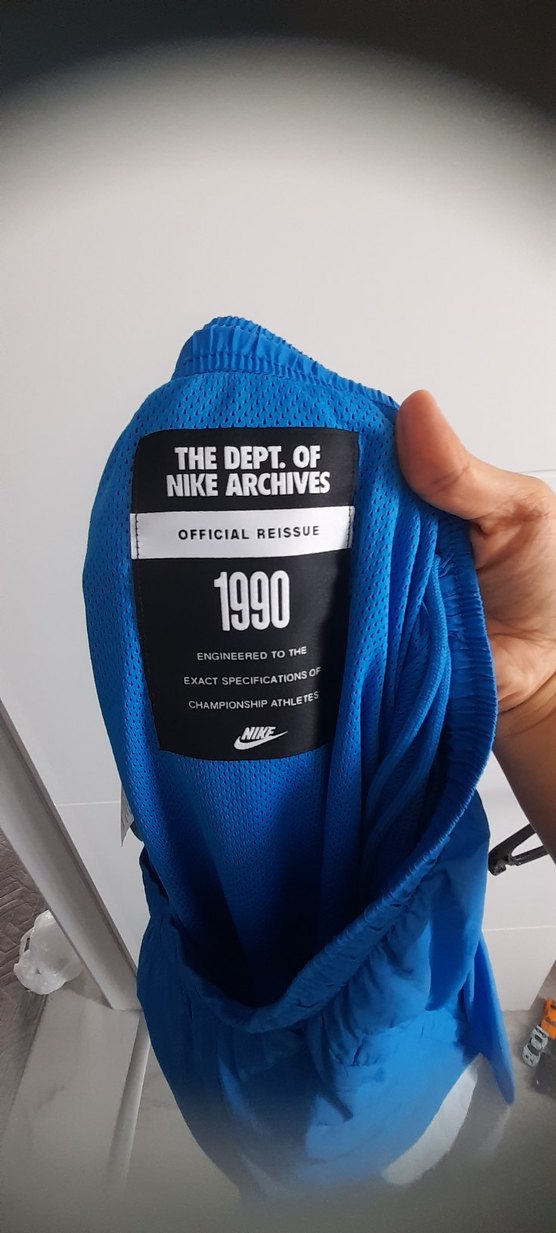 THE DEPT. OF
NIKE ARCHIVES
OFFICIAL REISSUE
1990
ENGINEERED TO THE
EXACT SPECIFICATIONS OF
CHAMPIONSHIP ATHLETES
NIKE